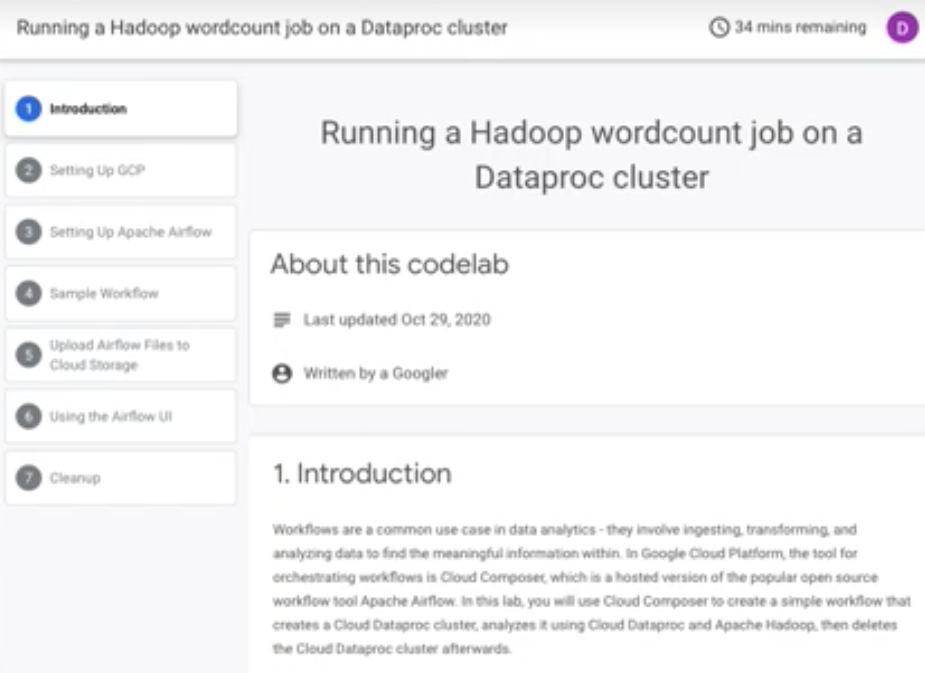 Running a Hadoop wordcount job on a Dataproc cluster
34 mins remaining
D
1 Introduction
2 Setting Up GCP
3 Setting Up Apache Airflow
4 Sample Workflow
5 Upload Airflow Files to
Cloud Storage
6 Using the Airflow UI
7 Cleanup
Running a Hadoop wordcount job on a
Dataproc cluster
About this codelab
Last updated Oct 29, 2020
Written by a Googler
1. Introduction
Workflows are a common use case in data analytics - they involve ingesting, transforming, and
analyzing data to find the meaningful information within. In Google Cloud Platform, the tool for
orchestrating workflows is Cloud Composer, which is a hosted version of the popular open source
workflow tool Apache Airflow. In this lab, you will use Cloud Composer to create a simple workflow that
creates a Cloud Dataproc cluster, analyzes it using Cloud Dataproc and Apache Hadoop, then deletes
the Cloud Dataproc cluster afterwards.